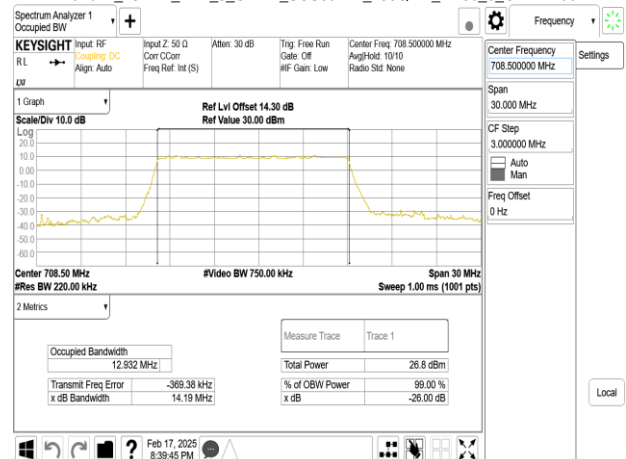 Spectrum Analyzer 1
Occupied BW
Frequency
KEYSIGHT
RL
LXI
Input: RF
Coupling: DC
Align: Auto
Input Z: 50 Ω
Corr CCorr
Freq Ref: Int (S)
Atten: 30 dB
Trig: Free Run
Gate: Off
#IF Gain: Low
Center Freq: 708.500000 MHz
Avg|Hold: 10/10
Radio Std: None
Center Frequency
708.500000 MHz
Settings
Span
30.000 MHz
CF Step
3.000000 MHz
Auto
Man
Freq Offset
0 Hz
1 Graph
Scale/Div 10.0 dB
Ref Lvl Offset 14.30 dB
Ref Value 30.00 dBm
Log
20.0
10.0
0.00
-10.0
-20.0
-30.0
-40.0
-50.0
-60.0
Center 708.50 MHz
#Video BW 750.00 kHz
Span 30 MHz
#Res BW 220.00 kHz
Sweep 1.00 ms (1001 pts)
2 Metrics
Measure Trace
Trace 1
Occupied Bandwidth
12.932 MHz
Total Power
26.8 dBm
Transmit Freq Error
-369.38 kHz
% of OBW Power
99.00 %
x dB Bandwidth
14.19 MHz
x dB
-26.00 dB
Local
?
Feb 17, 2025
8:39:45 PM